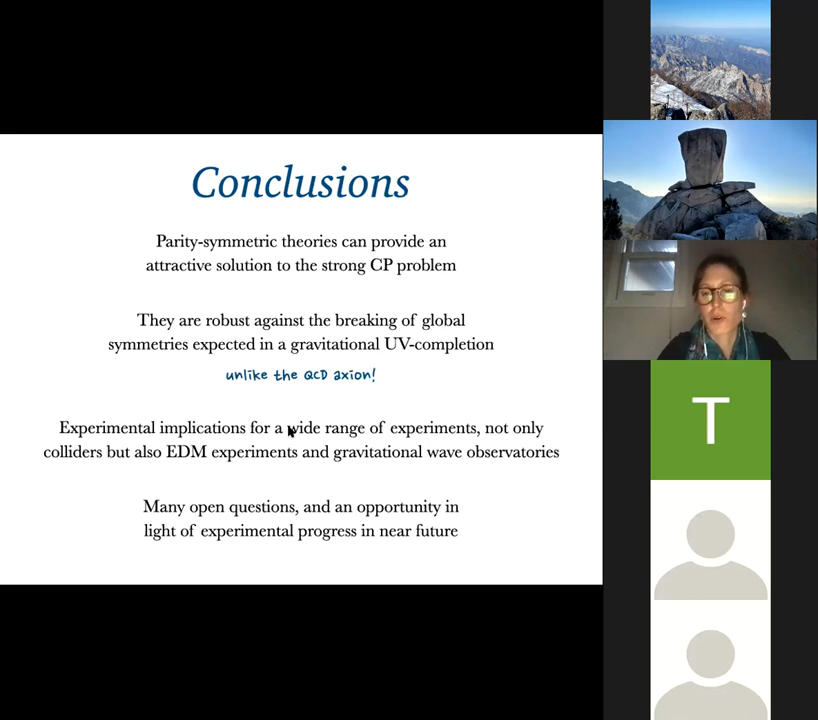 Conclusions
Parity-symmetric theories can provide an
attractive solution to the strong CP problem
They are robust against the breaking of global
symmetries expected in a gravitational UV-completion
unlike the QCD axion!
Experimental implications for a wide range of experiments, not only
colliders but also EDM experiments and gravitational wave observatories
Many open questions, and an opportunity in
light of experimental progress in near future
T